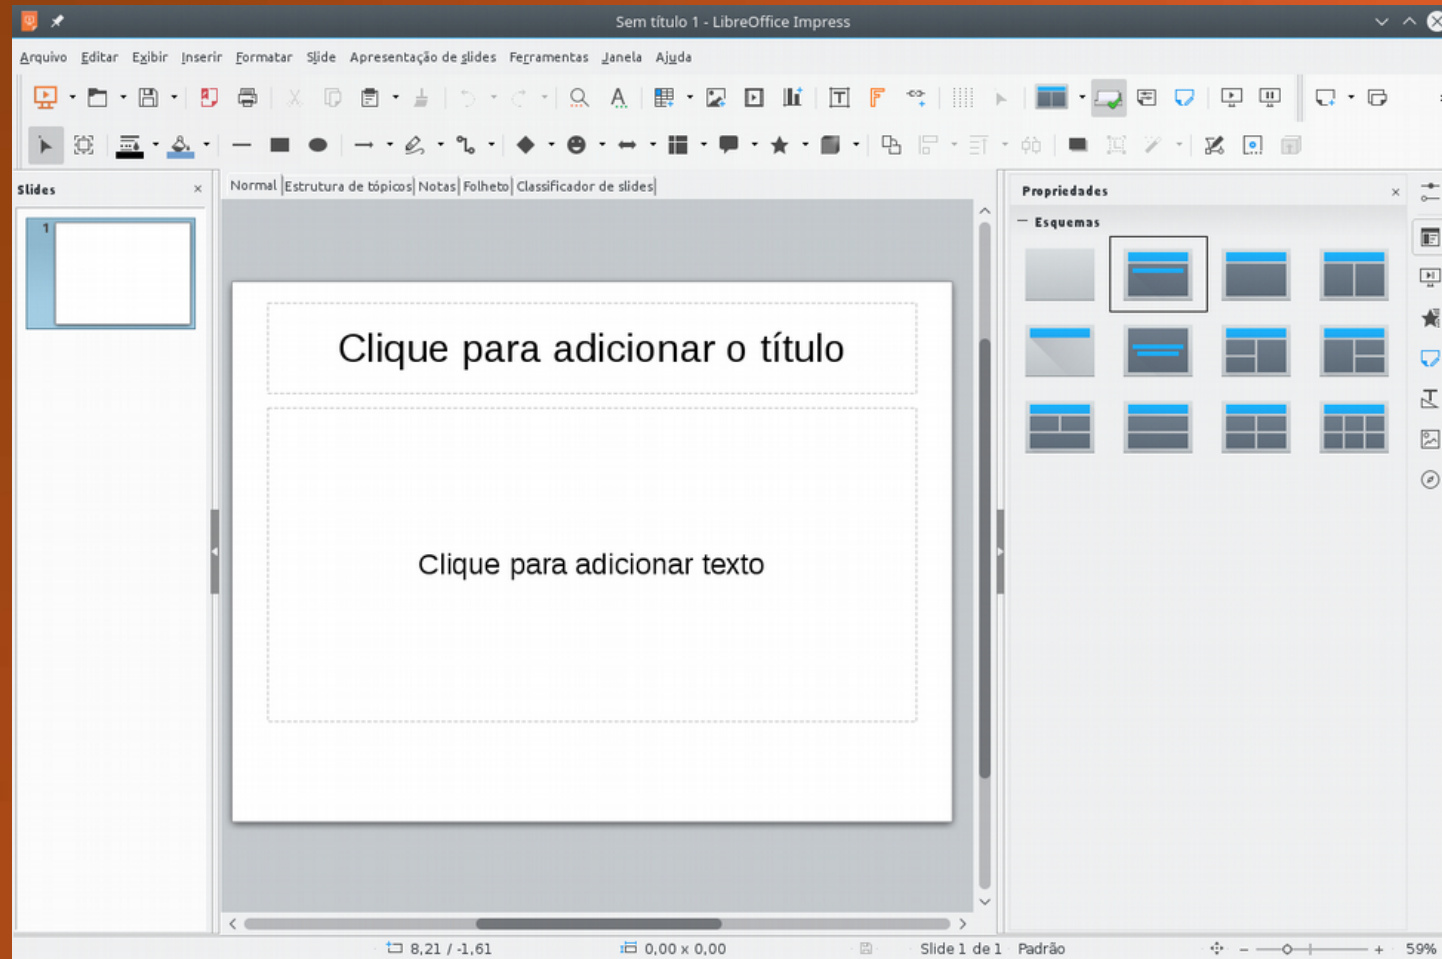 Sem título 1 - LibreOffice Impress
Arquivo Editar Exibir Inserir Formatar Slide Apresentação de slides Ferramentas Janela Ajuda
Slides
1
Normal Estrutura de tópicos Notas Folheto Classificador de slides
Clique para adicionar o título
Clique para adicionar texto
Propriedades
Esquemas
8,21 / -1,61 0,00 x 0,00 Slide 1 de 1 Padrão 59%